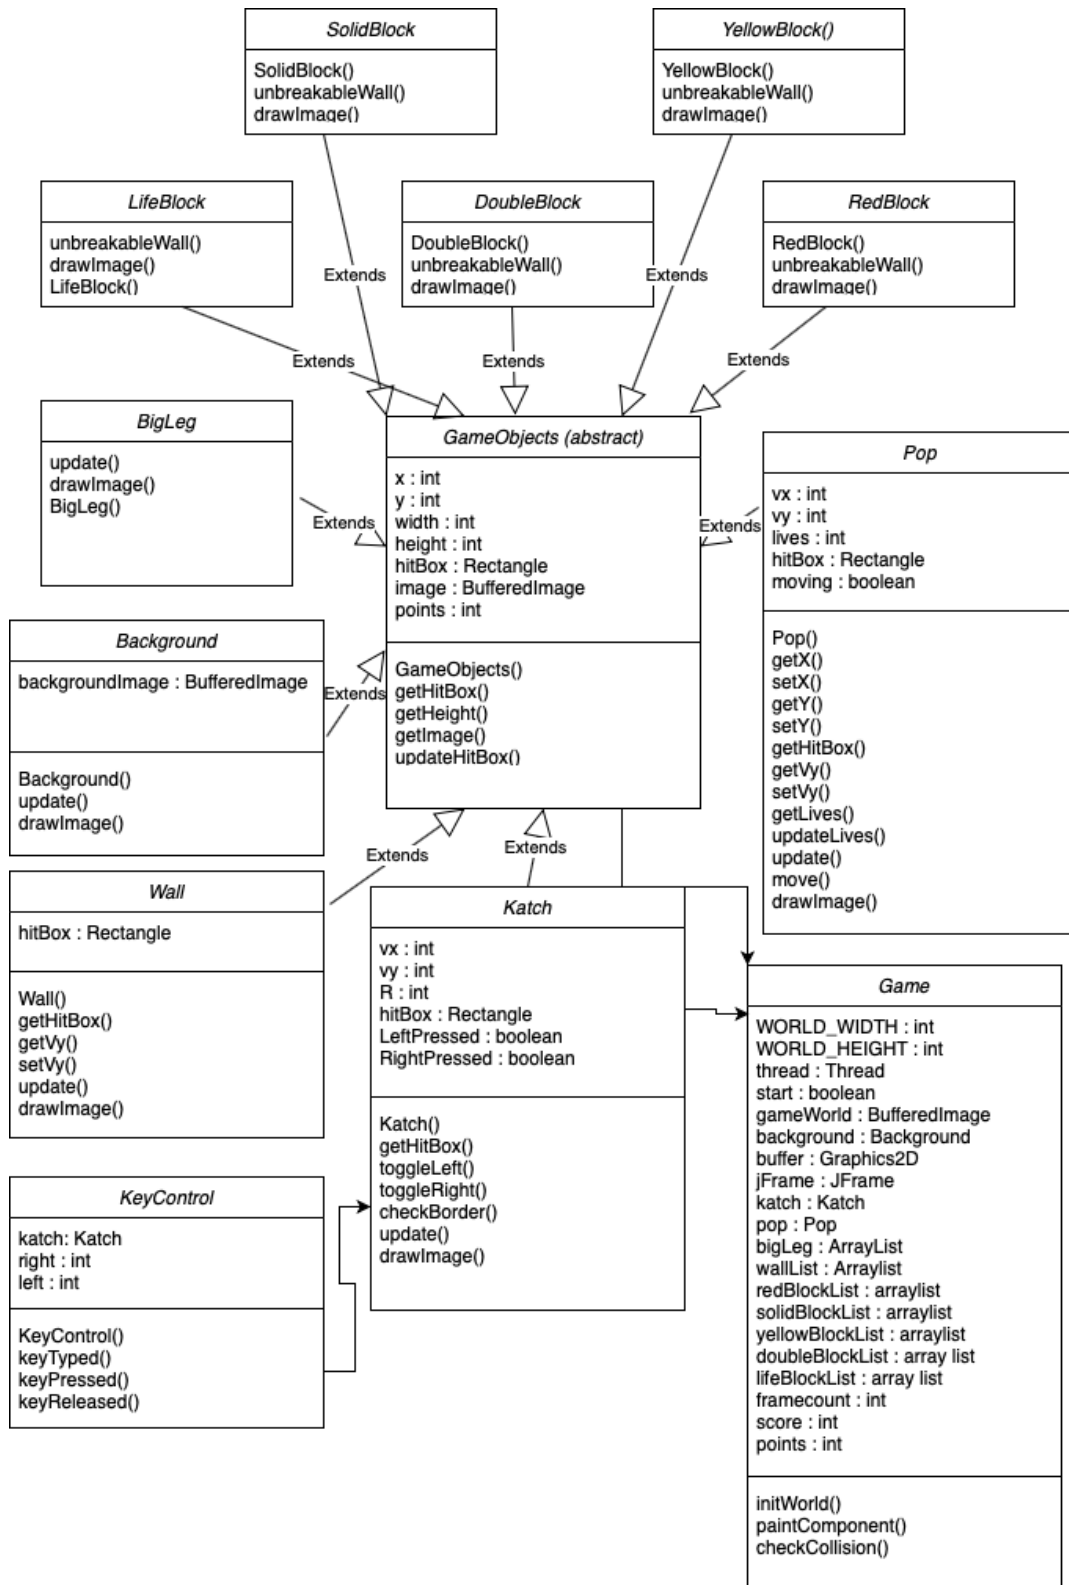 SolidBlock
SolidBlock()
unbreakableWall()
drawImage()
YellowBlock()
YellowBlock()
unbreakableWall()
drawImage()
LifeBlock
unbreakableWall()
drawImage()
LifeBlock()
DoubleBlock
DoubleBlock()
unbreakableWall()
drawImage()
RedBlock
RedBlock()
unbreakableWall()
drawImage()
Extends
Extends
Extends
Extends
Extends
BigLeg
update()
drawImage()
BigLeg()
Extends
GameObjects (abstract)
x : int
y : int
width : int
height : int
hitBox : Rectangle
image : BufferedImage
points : int
GameObjects()
getHitBox()
getHeight()
getImage()
updateHitBox()
Extends
Pop
vx : int
vy : int
lives : int
hitBox : Rectangle
moving : boolean
Pop()
getX()
setX()
getY()
setY()
getHitBox()
getVy()
setVy()
getLives()
updateLives()
update()
move()
drawImage()
Background
backgroundImage : BufferedImage
Background()
update()
drawImage()
Extends
Extends
Extends
Wall
hitBox : Rectangle
Wall()
getHitBox()
getVy()
setVy()
update()
drawImage()
Katch
vx : int
vy : int
R : int
hitBox : Rectangle
LeftPressed : boolean
RightPressed : boolean
Katch()
getHitBox()
toggleLeft()
toggleRight()
checkBorder()
update()
drawImage()
KeyControl
katch: Katch
right : int
left : int
KeyControl()
keyTyped()
keyPressed()
keyReleased()
Game
WORLD_WIDTH : int
WORLD_HEIGHT : int
thread : Thread
start : boolean
gameWorld : BufferedImage
background : Background
buffer : Graphics2D
jFrame : JFrame
katch : Katch
pop : Pop
bigLeg : ArrayList
wallList : Arraylist
redBlockList : arraylist
solidBlockList : arraylist
yellowBlockList : arraylist
doubleBlockList : array list
lifeBlockList : array list
framecount : int
score : int
points : int
initWorld()
paintComponent()
checkCollision()